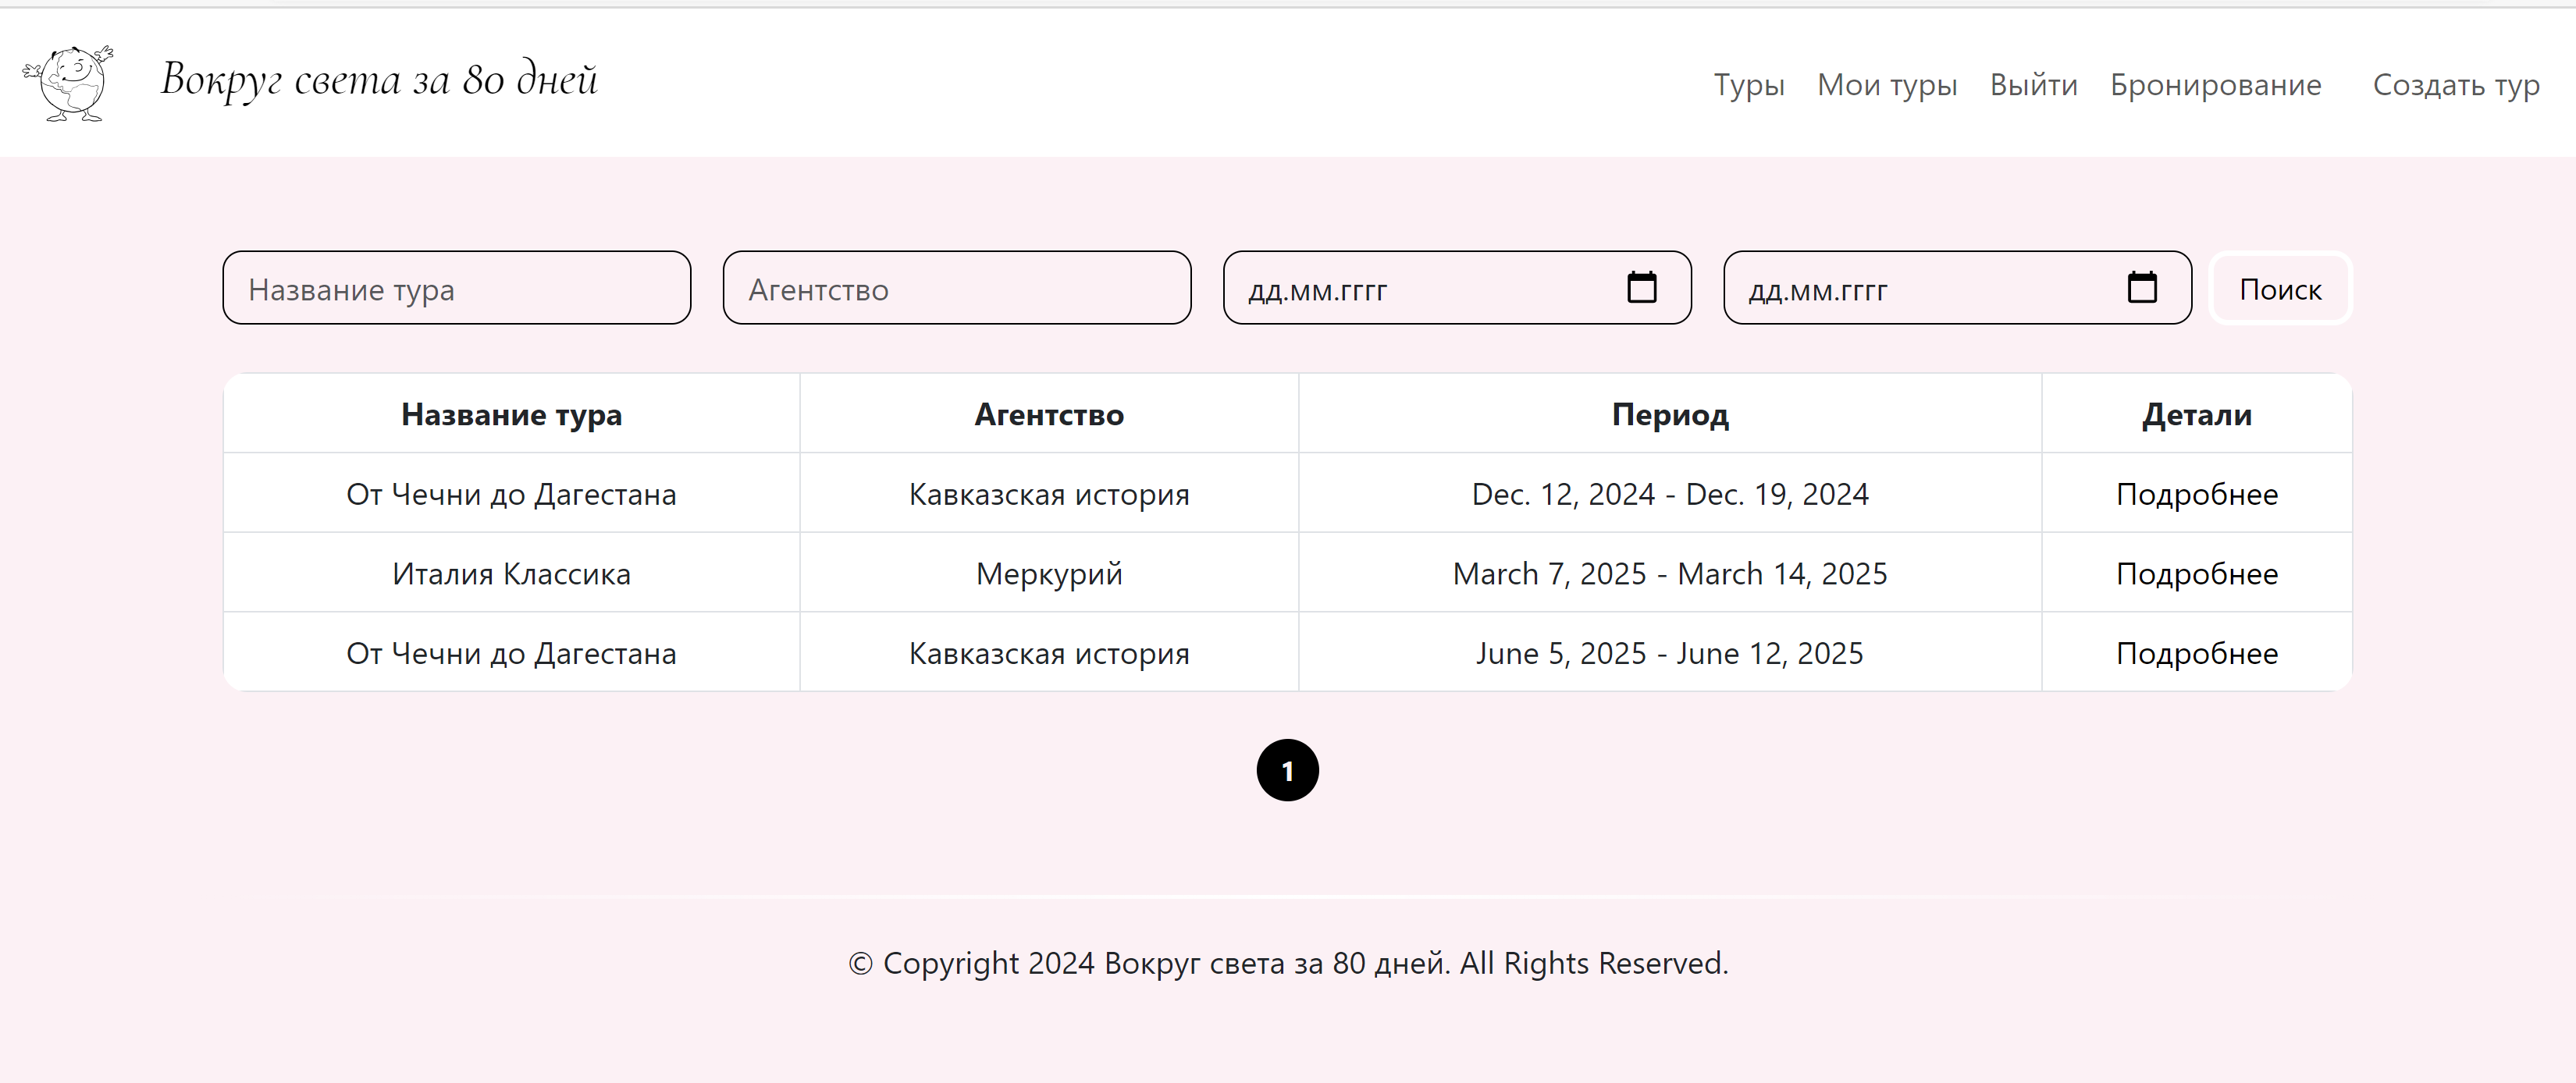 Вокруг света за 80 дней
Туры Мои туры Выйти Бронирование Создать тур
Название тура Агентство дд.мм.гггг дд.мм.гггг Поиск
Название тура Агентство Период Детали
От Чечни до Дагестана Кавказская история Dec. 12, 2024 - Dec. 19, 2024 Подробнее
Италия Классика Меркурий March 7, 2025 - March 14, 2025 Подробнее
От Чечни до Дагестана Кавказская история June 5, 2025 - June 12, 2025 Подробнее
1
© Copyright 2024 Вокруг света за 80 дней. All Rights Reserved.